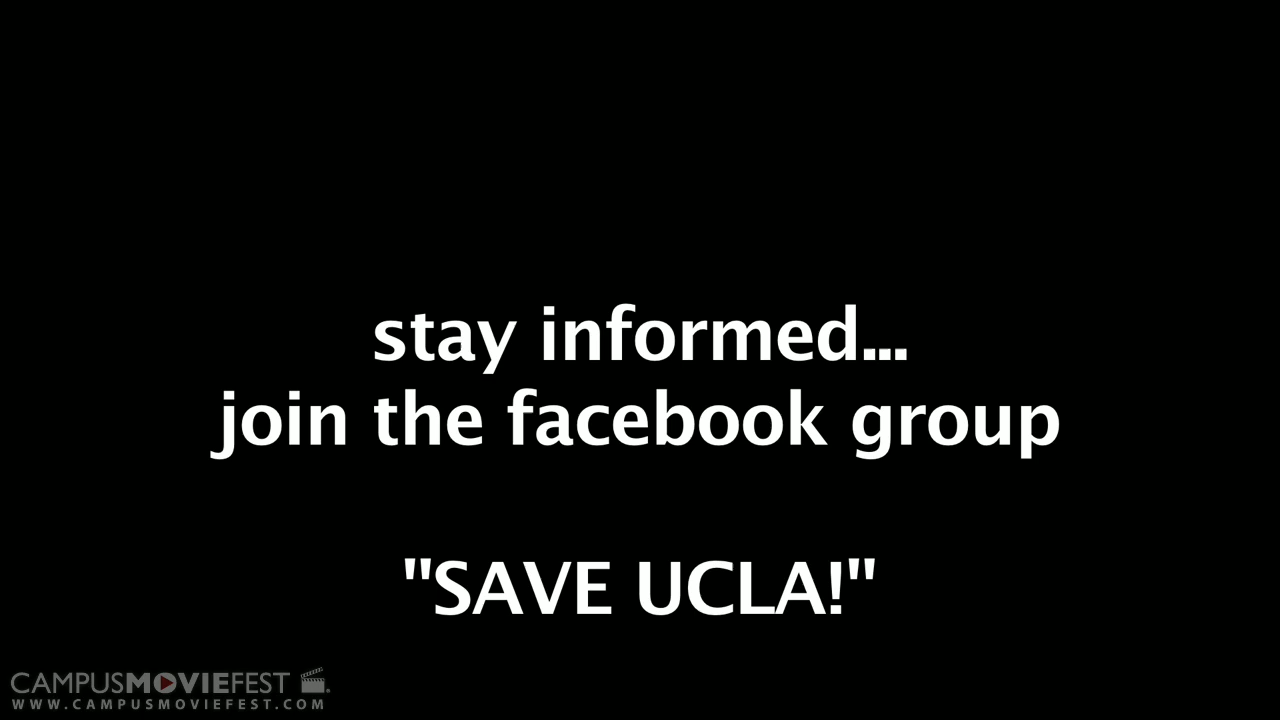 stay informed...
join the facebook group
"SAVE UCLA!"
CAMPUSMOVIEFEST
WWW.CAMPUSMOVIEFEST.COM